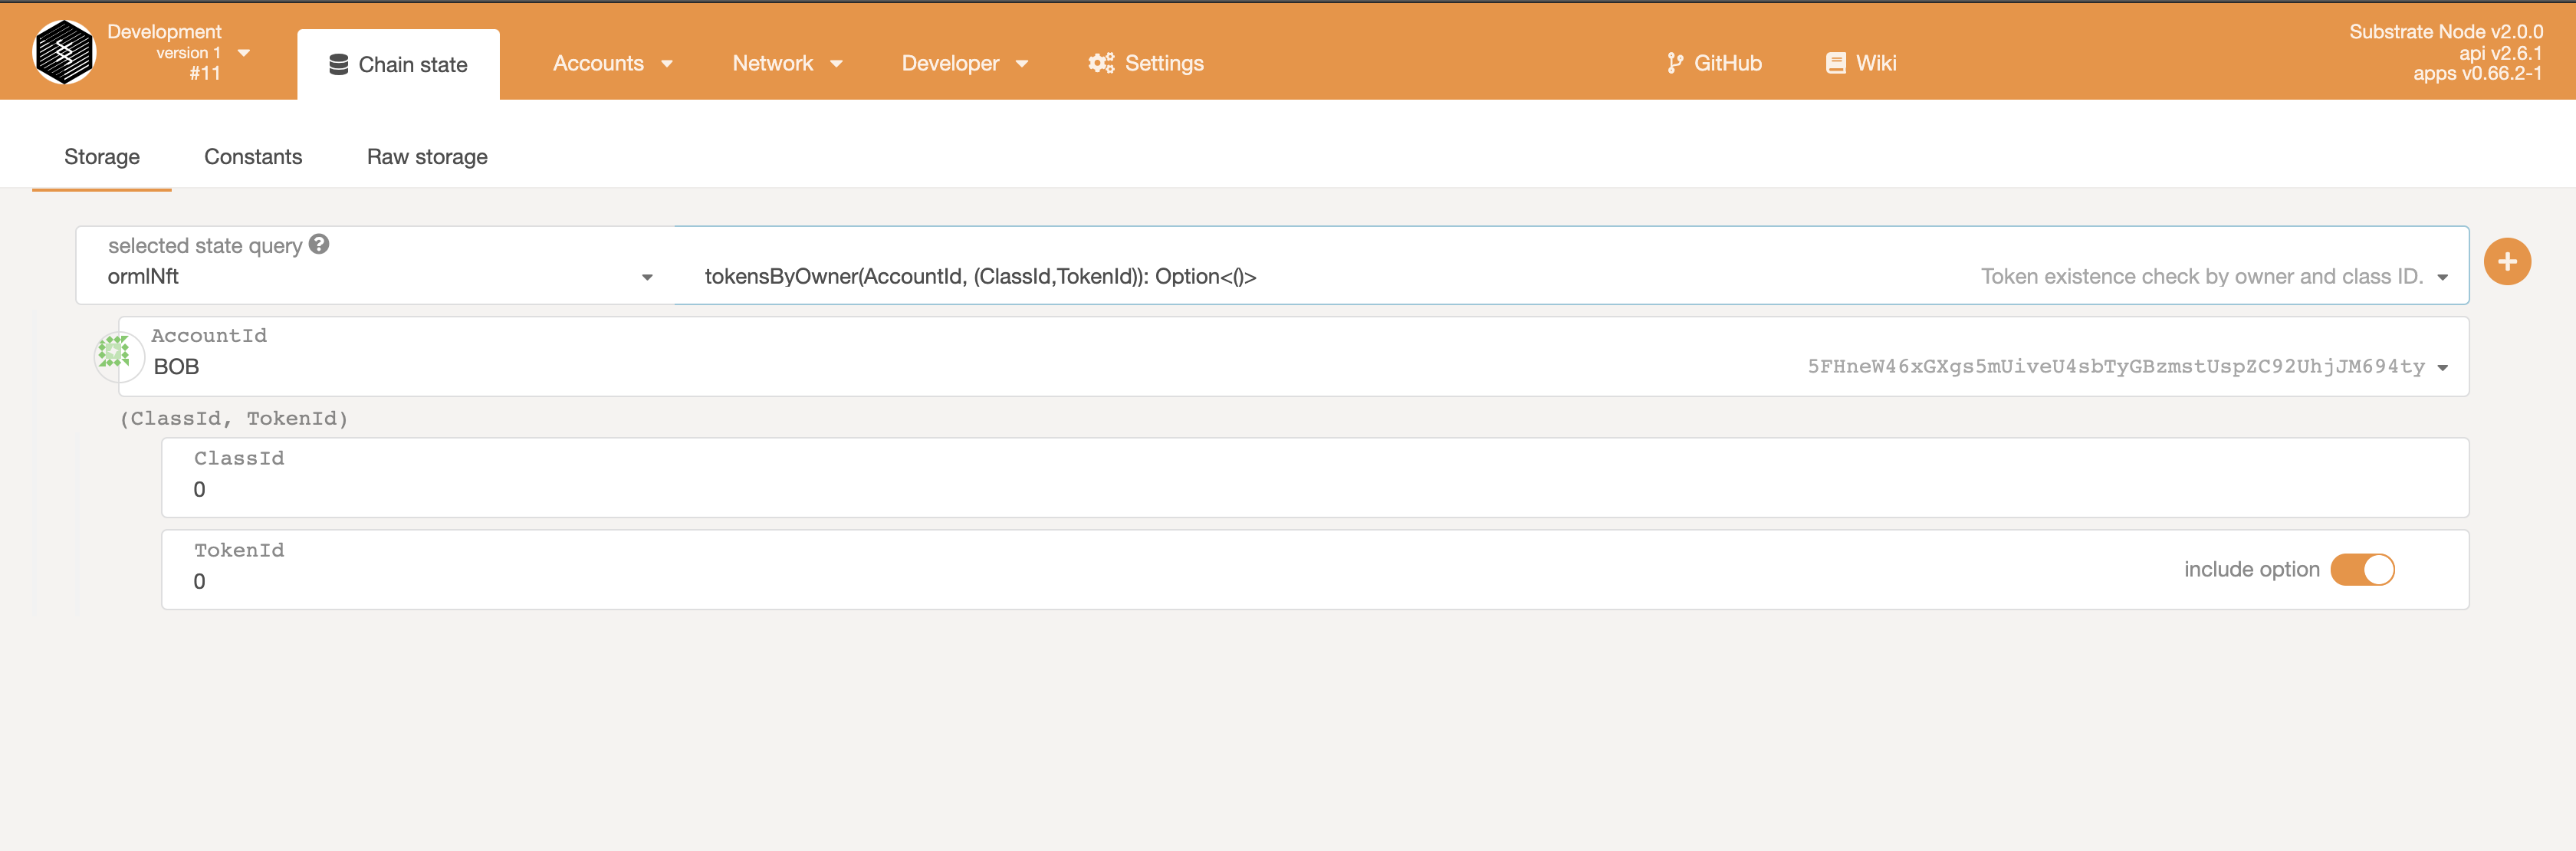 Development
version 1
#11
Chain state
Accounts
Network
Developer
Settings
GitHub
Wiki
Substrate Node v2.0.0
api v2.6.1
apps v0.66.2-1
Storage
Constants
Raw storage
selected state query
ormlNft
tokensByOwner(AccountId, (ClassId,TokenId)): Option<()>
Token existence check by owner and class ID.
AccountId
BOB
5FHneW46xGXgs5mUiveU4sbTyGBzmstUspZC92UhjJM694ty
(ClassId, TokenId)
ClassId
0
TokenId
0
include option